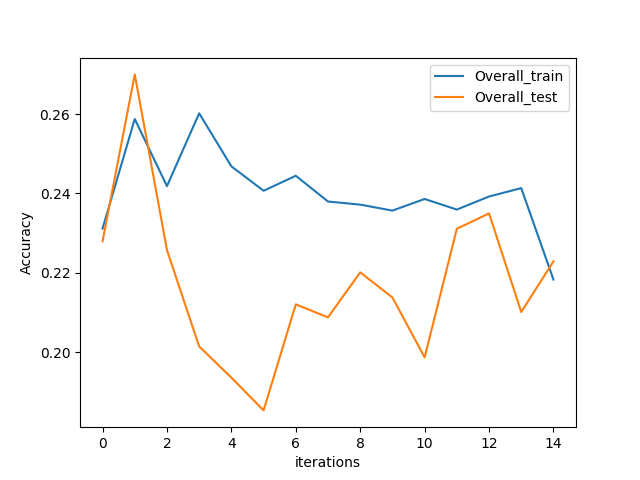 Overall_train
Overall_test
Accuracy
0.26
0.24
0.22
0.20
0 2 4 6 8 10 12 14
iterations